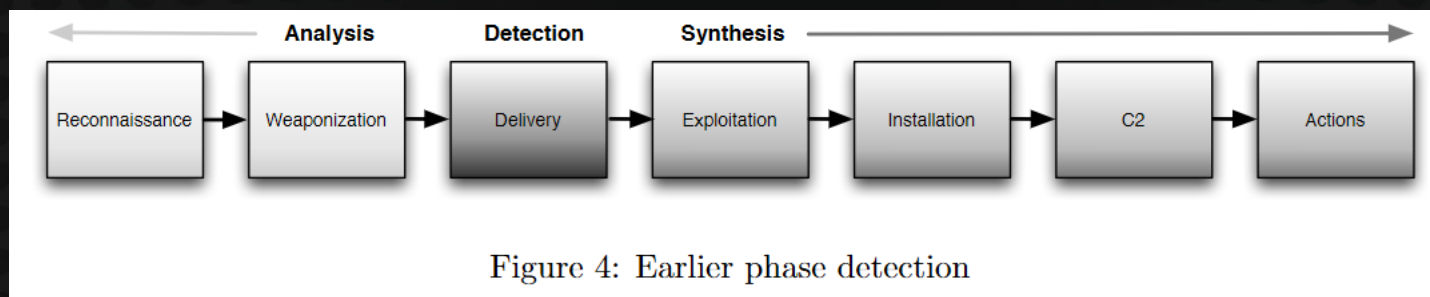 Analysis Detection Synthesis
Reconnaissance Weaponization Delivery Exploitation Installation C2 Actions
Figure 4: Earlier phase detection